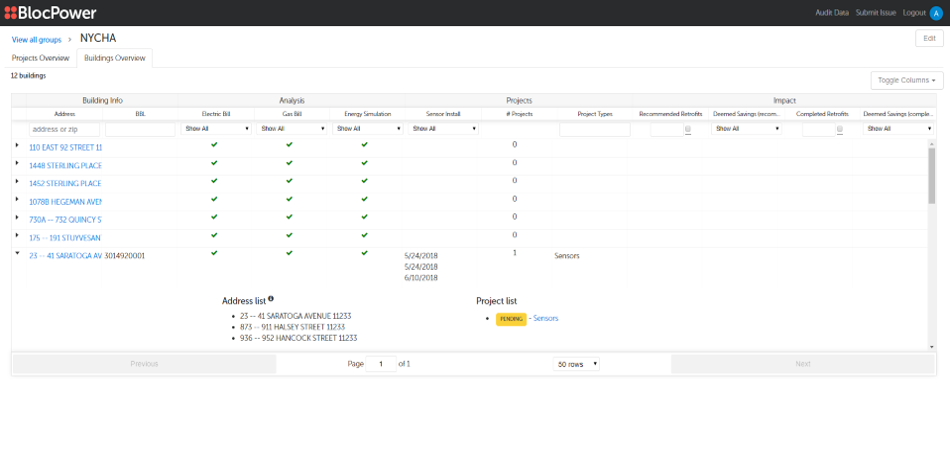 BlocPower
Audit Data Submit Issue Logout A
View all groups > NYCHA
Edit
Projects Overview Buildings Overview
12 buildings
Toggle Columns
Building Info Analysis Projects Impact
Address BBL Electric Bill Gas Bill Energy Simulation Sensor Install # Projects Project Types Recommended Retrofits Deemed Savings (recom... Completed Retrofits Deemed Savings (comple...
address or zip Show All Show All Show All Show All Show All Show All
110 EAST 92 STREET 11 0
1448 STERLING PLACE 0
1452 STERLING PLACE 0
1078B HEGEMAN AVEN 0
730A -- 732 QUINCY S 0
175 -- 191 STUYVESAN 0
23 -- 41 SARATOGA AV 3014920001 5/24/2018 1 Sensors
5/24/2018
6/10/2018
Address list Project list
23 -- 41 SARATOGA AVENUE 11233 PENDING - Sensors
873 -- 911 HALSEY STREET 11233
936 -- 952 HANCOCK STREET 11233
Previous Page 1 of 1 50 rows Next